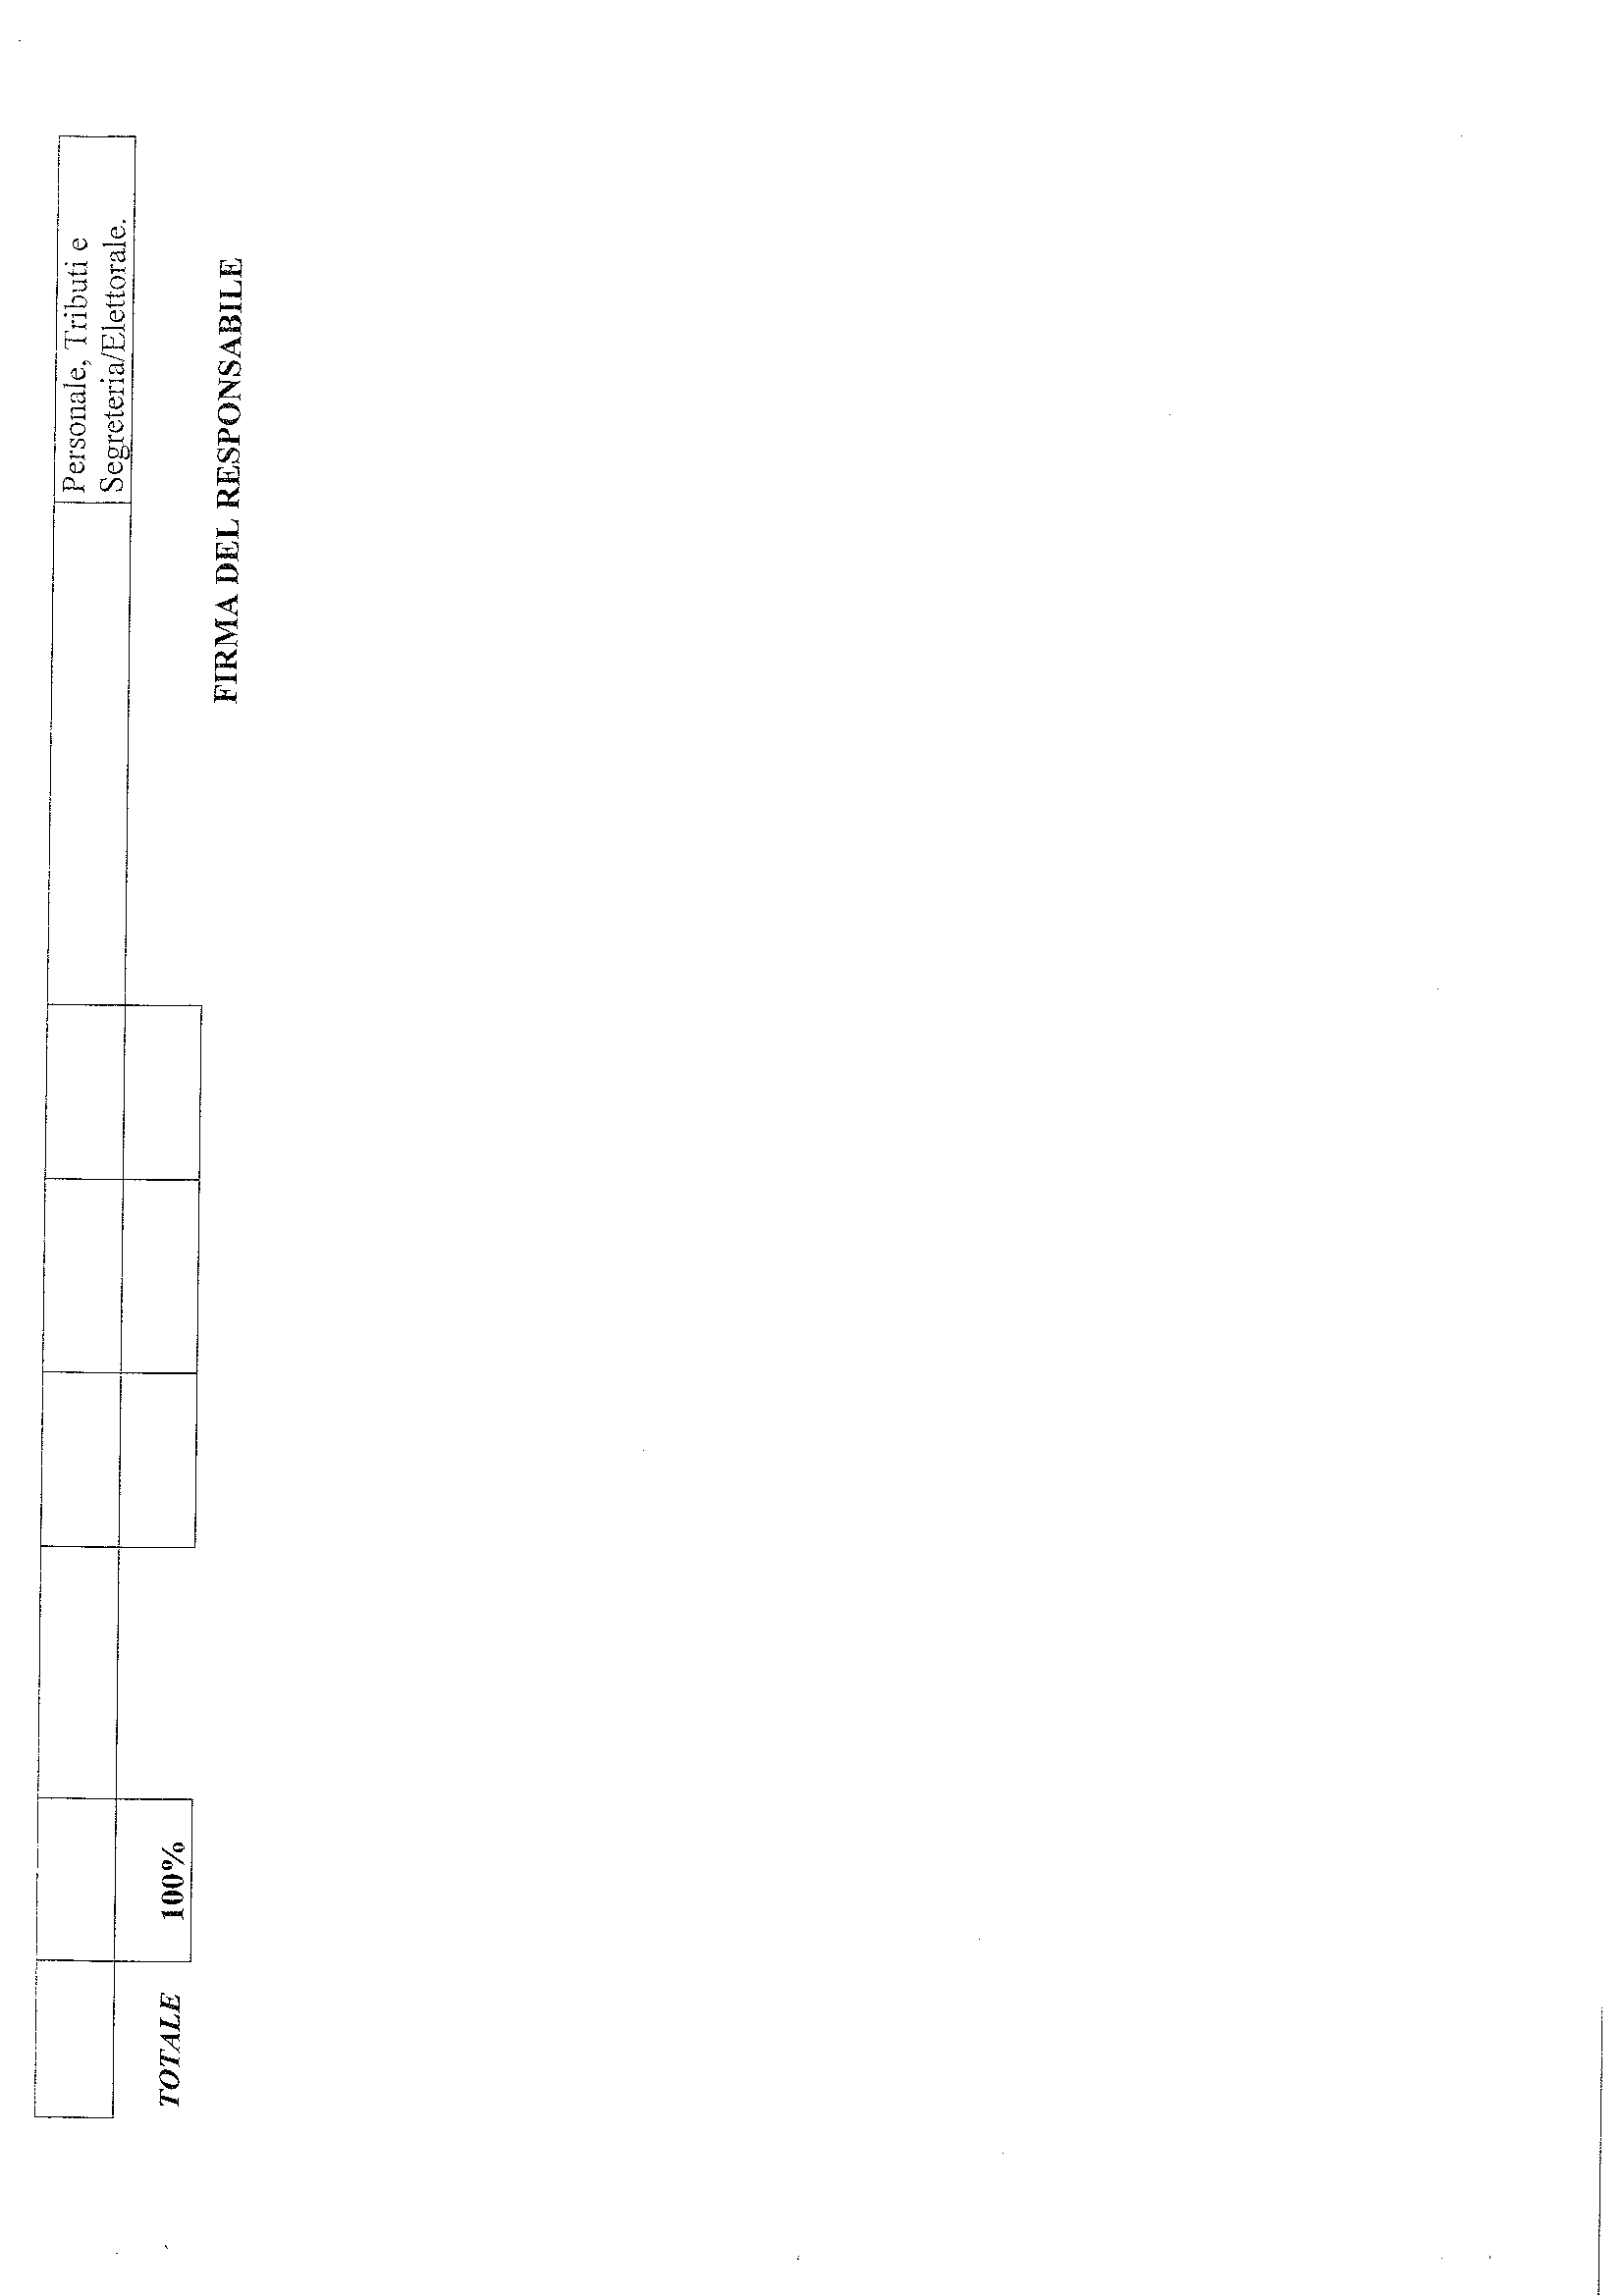 Personale, Tributi e
Segreteria/Elettorale.
TOTALE 100%
FIRMA DEL RESPONSABILE